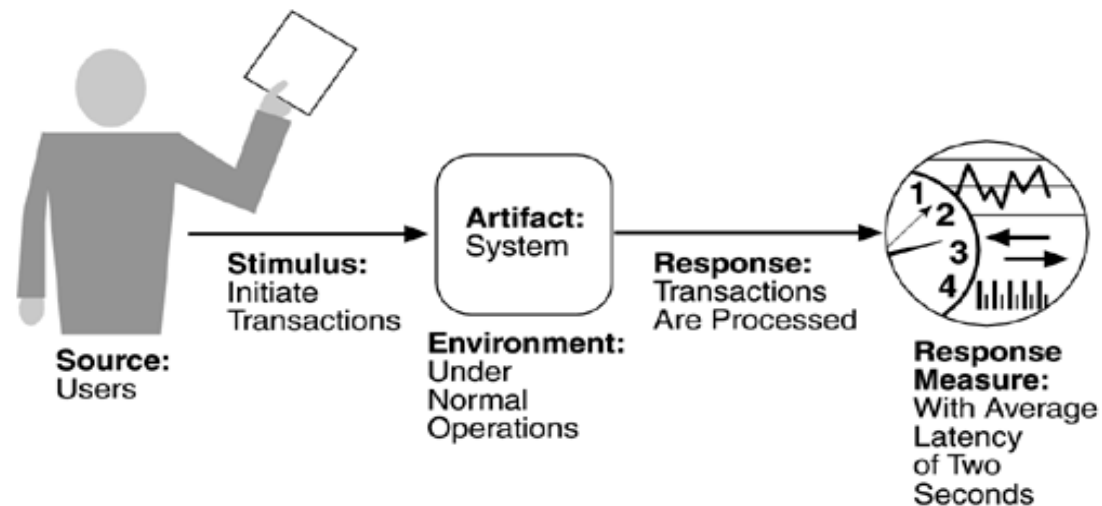 Source:
Users
Stimulus:
Initiate
Transactions
Artifact:
System
Environment:
Under
Normal
Operations
Response:
Transactions
Are Processed
1
2
3
4
Response
Measure:
With Average
Latency
of Two
Seconds